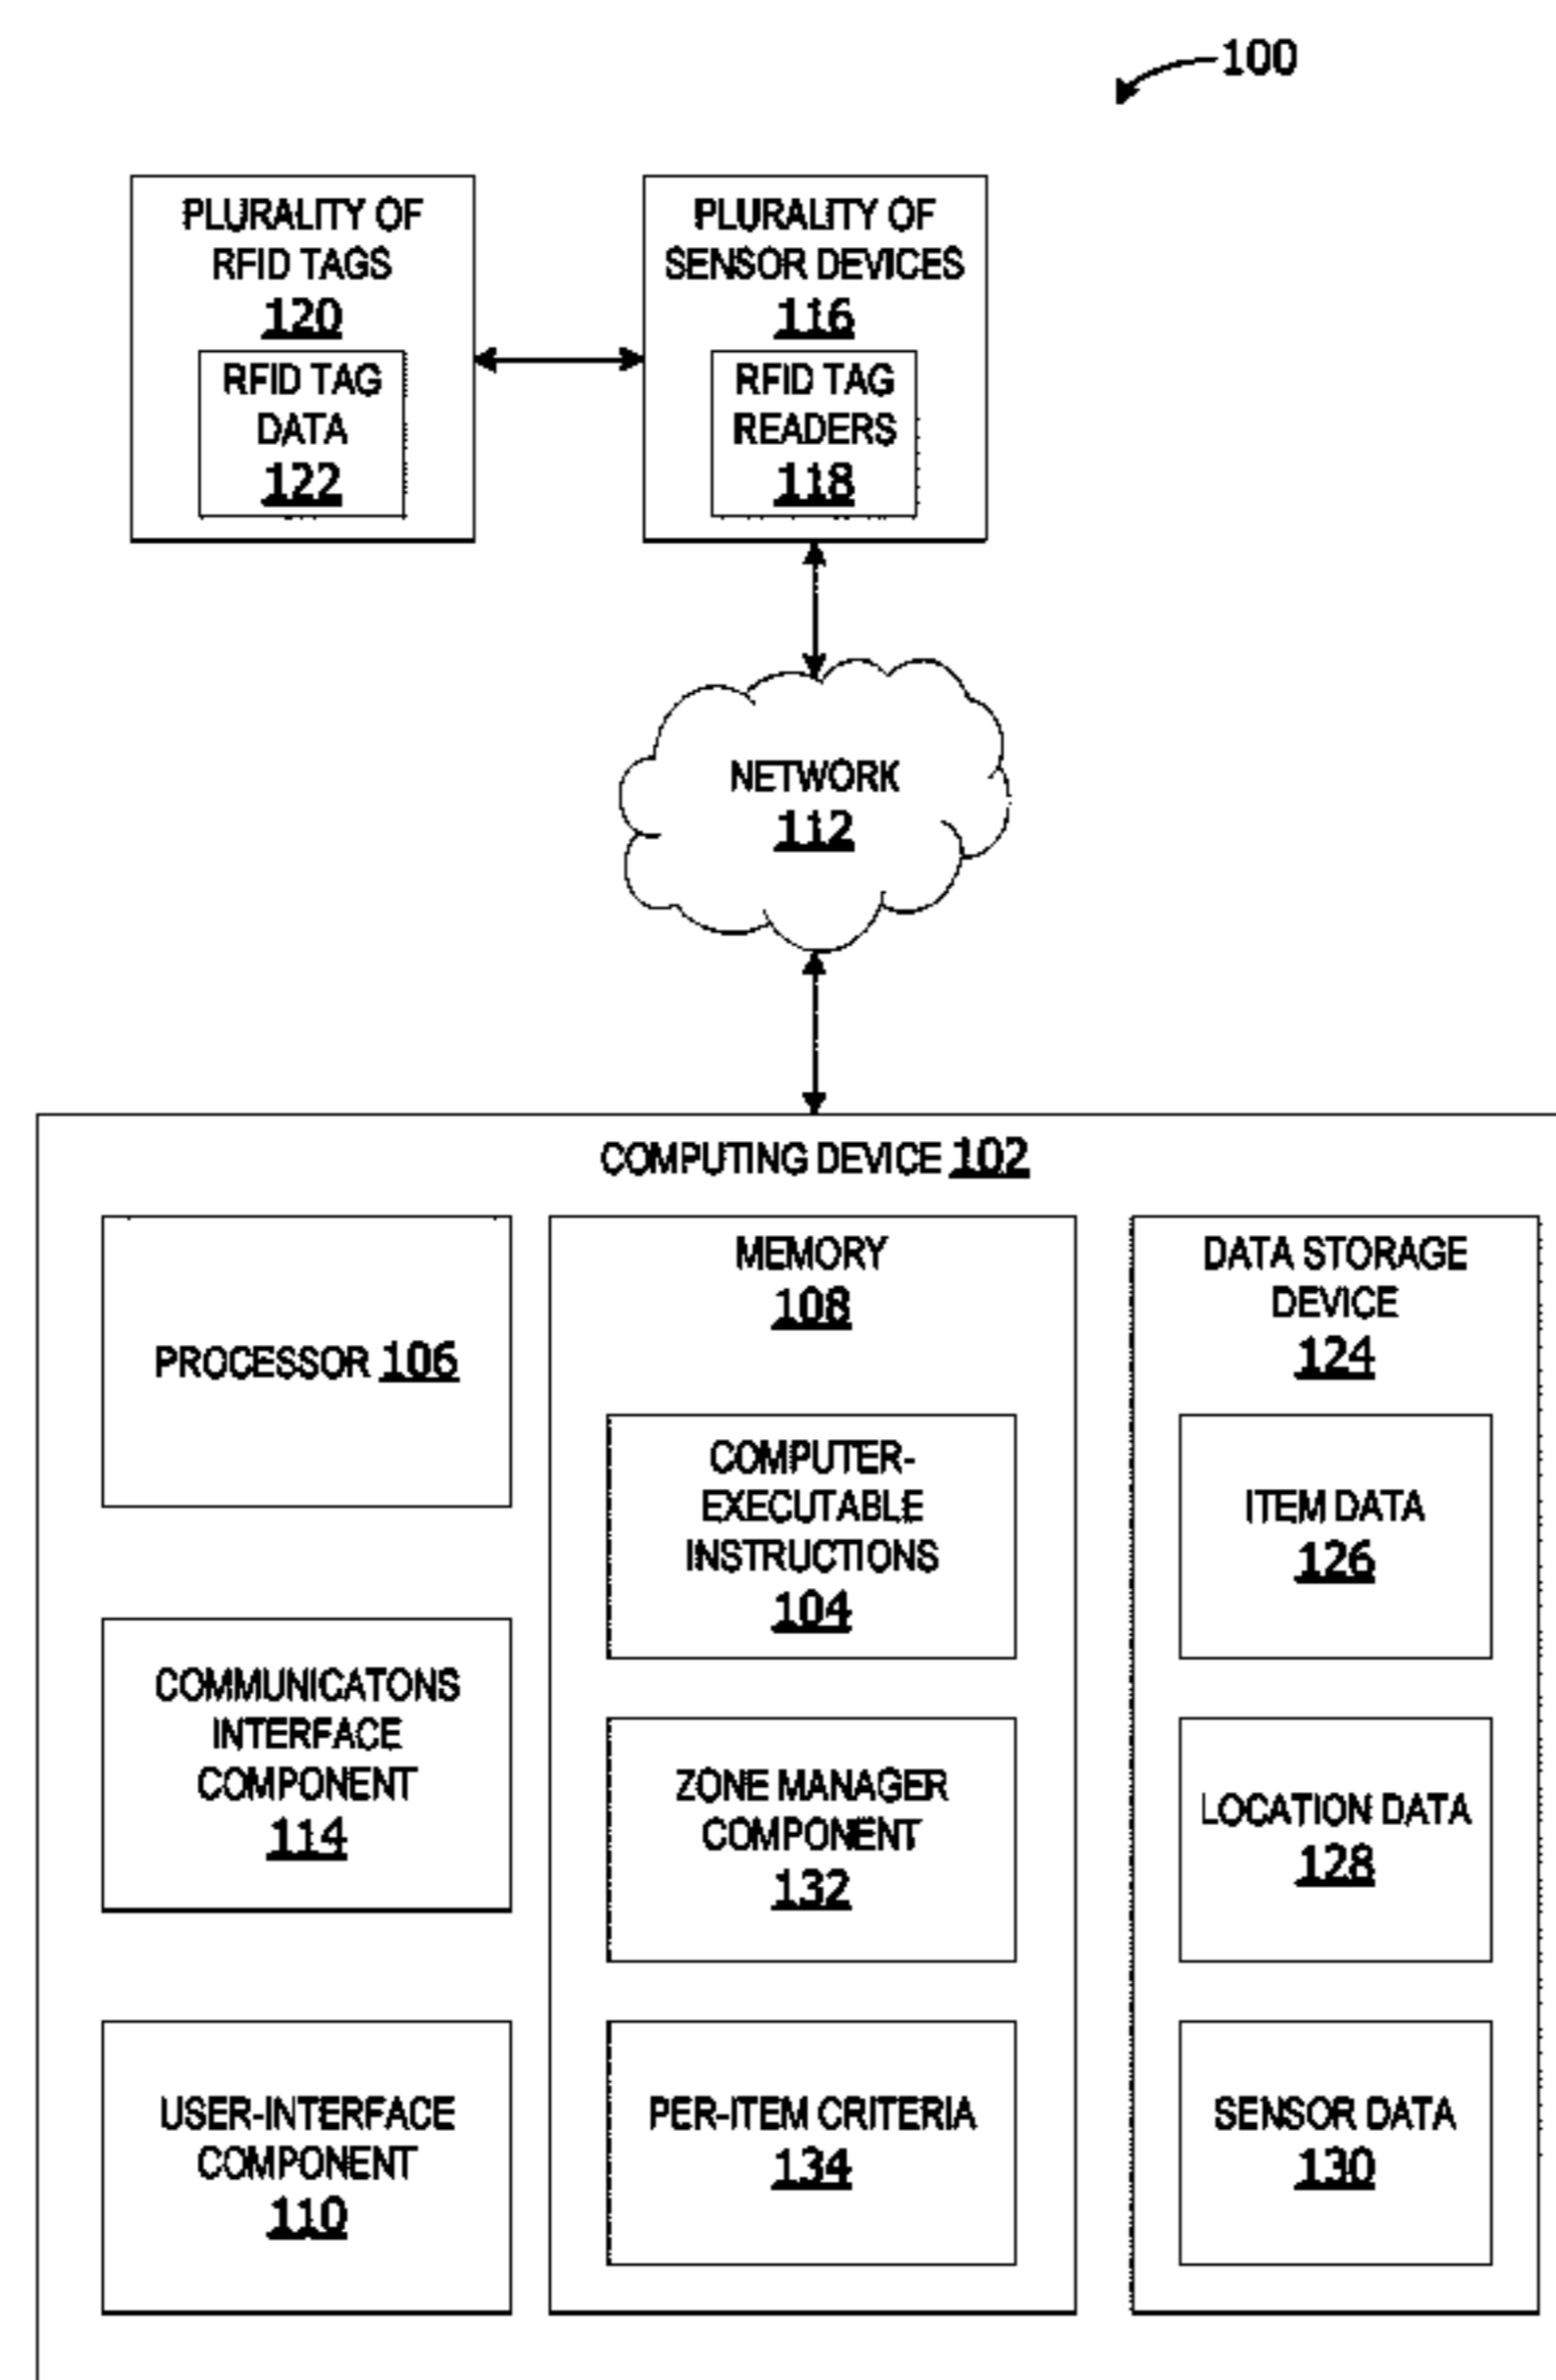 100
PLURALITY OF
RFID TAGS
120
RFID TAG
DATA
122
PLURALITY OF
SENSOR DEVICES
116
RFID TAG
READERS
118
NETWORK
112
COMPUTING DEVICE 102
PROCESSOR 106
COMMUNICATONS
INTERFACE
COMPONENT
114
USER-INTERFACE
COMPONENT
110
MEMORY
108
COMPUTER-
EXECUTABLE
INSTRUCTIONS
104
ZONE MANAGER
COMPONENT
132
PER-ITEM CRITERIA
134
DATA STORAGE
DEVICE
124
ITEM DATA
126
LOCATION DATA
128
SENSOR DATA
130